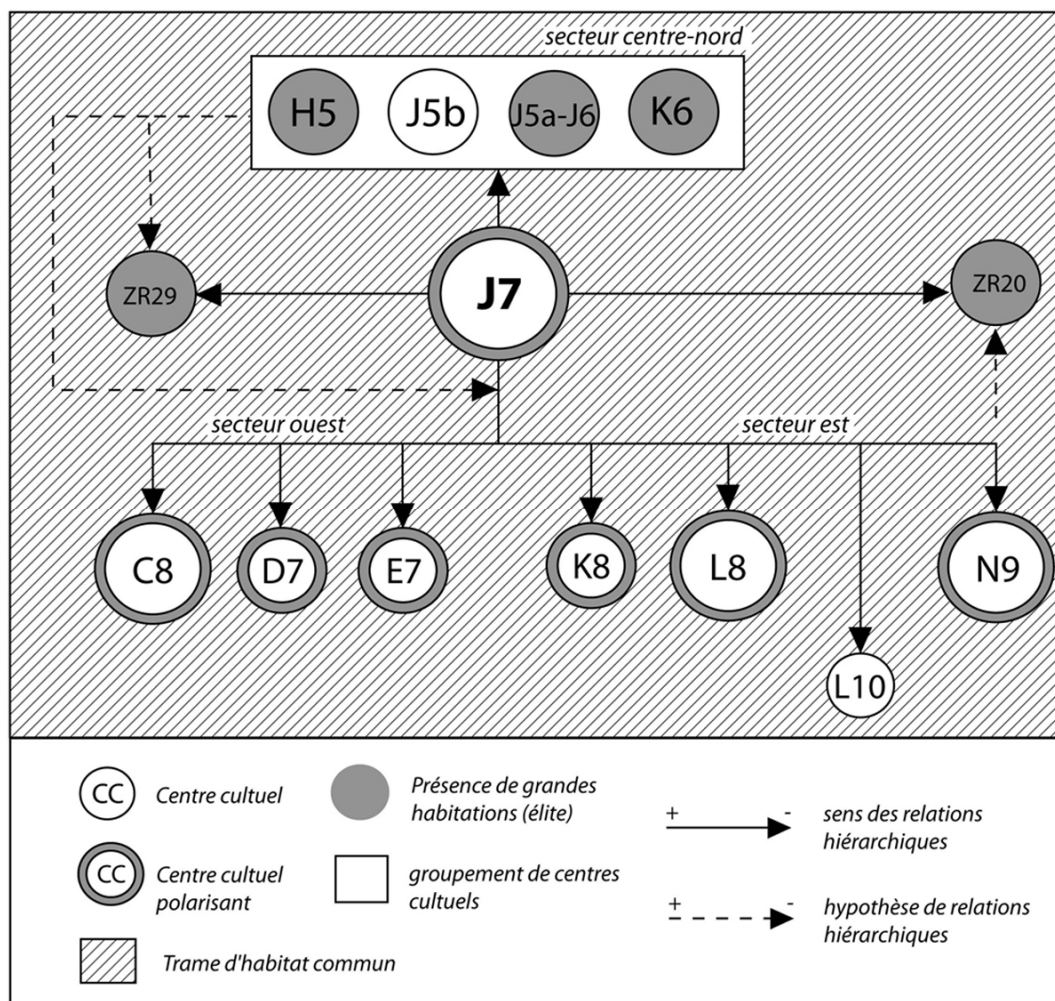 secteur centre-nord
H5
J5b
J5a-J6
K6
ZR29
J7
ZR20
secteur ouest
secteur est
C8
D7
E7
K8
L8
N9
L10
CC
Centre cultuel
Présence de grandes
habitations (élite)
+ -
sens des relations
hiérarchiques
CC
Centre cultuel
polarisant
groupement de centres
cultuels
+ -
hypothèse de relations
hiérarchiques
Trame d'habitat commun